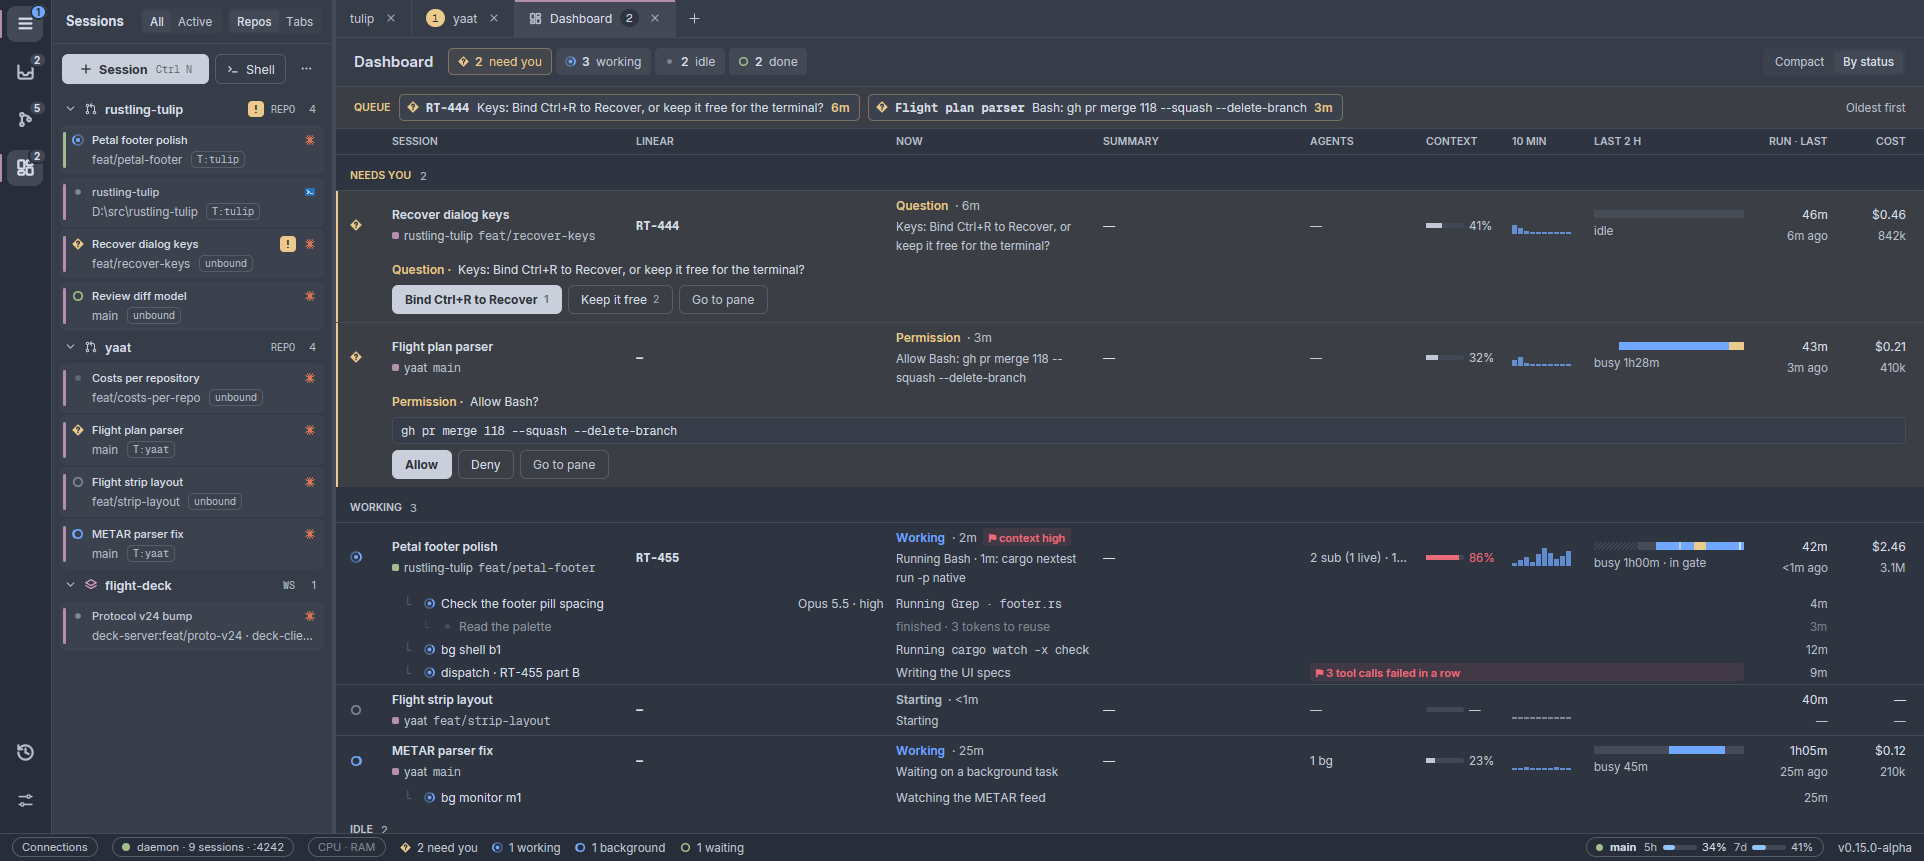 1
2
5
2
Sessions
All Active
Repos Tabs
+ Session Ctrl N
Shell
...
rustling-tulip ! REPO 4
Petal footer polish
feat/petal-footer T:tulip
rustling-tulip
D:\src\rustling-tulip T:tulip
Recover dialog keys !
feat/recover-keys unbound
Review diff model
main unbound
yaat REPO 4
Costs per repository
feat/costs-per-repo unbound
Flight plan parser
main T:yaat
Flight strip layout
feat/strip-layout unbound
METAR parser fix
main T:yaat
flight-deck WS 1
Protocol v24 bump
deck-server:feat/proto-v24 · deck-clie...
tulip ×
1 yaat ×
Dashboard 2 ×
+
Dashboard 2 need you 3 working 2 idle 2 done
Compact By status
QUEUE ? RT-444 Keys: Bind Ctrl+R to Recover, or keep it free for the terminal? 6m
? Flight plan parser Bash: gh pr merge 118 --squash --delete-branch 3m
Oldest first
SESSION LINEAR NOW SUMMARY AGENTS CONTEXT 10 MIN LAST 2 H RUN · LAST COST
NEEDS YOU 2
Recover dialog keys
rustling-tulip feat/recover-keys
RT-444
Question · 6m
Keys: Bind Ctrl+R to Recover, or
keep it free for the terminal?
—
—
41%
idle
46m
6m ago
$0.46
842k
Question · Keys: Bind Ctrl+R to Recover, or keep it free for the terminal?
Bind Ctrl+R to Recover 1
Keep it free 2
Go to pane
Flight plan parser
yaat main
–
Permission · 3m
Allow Bash: gh pr merge 118 --
squash --delete-branch
—
—
32%
busy 1h28m
43m
3m ago
$0.21
410k
Permission · Allow Bash?
gh pr merge 118 --squash --delete-branch
Allow
Deny
Go to pane
WORKING 3
Petal footer polish
rustling-tulip feat/petal-footer
RT-455
Working · 2m context high
Running Bash · 1m: cargo nextest
run -p native
—
2 sub (1 live) · 1...
86%
busy 1h00m · in gate
42m
<1m ago
$2.46
3.1M
Check the footer pill spacing Opus 5.5 · high Running Grep · footer.rs 4m
Read the palette finished · 3 tokens to reuse 3m
bg shell b1 Running cargo watch -x check 12m
dispatch · RT-455 part B Writing the UI specs 3 tool calls failed in a row 9m
Flight strip layout
yaat feat/strip-layout
–
Starting · <1m
Starting
—
—
—
40m
—
—
—
METAR parser fix
yaat main
–
Working · 25m
Waiting on a background task
—
1 bg
23%
busy 45m
1h05m
25m ago
$0.12
210k
bg monitor m1 Watching the METAR feed 25m
IDLE 2
Connections
daemon · 9 sessions · :4242
CPU · RAM
2 need you 1 working 1 background 1 waiting
main 5h 34% 7d 41%
v0.15.0-alpha